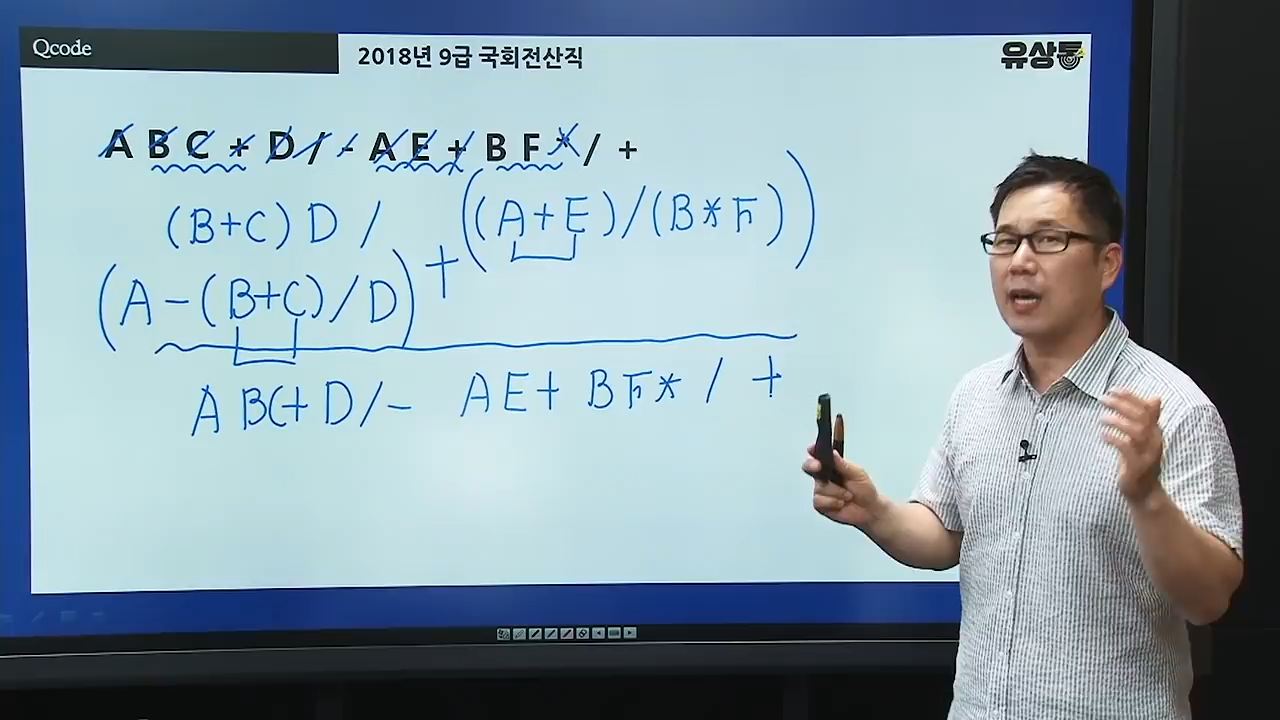 Qcode
2018년 9급 국회전산직
유상통
A B C + D / - A E + B F * / +
(B+C) D /
((A+E)/(B*F))
(A-(B+C)/D) +
A BC+ D/- AE+ BF* / +